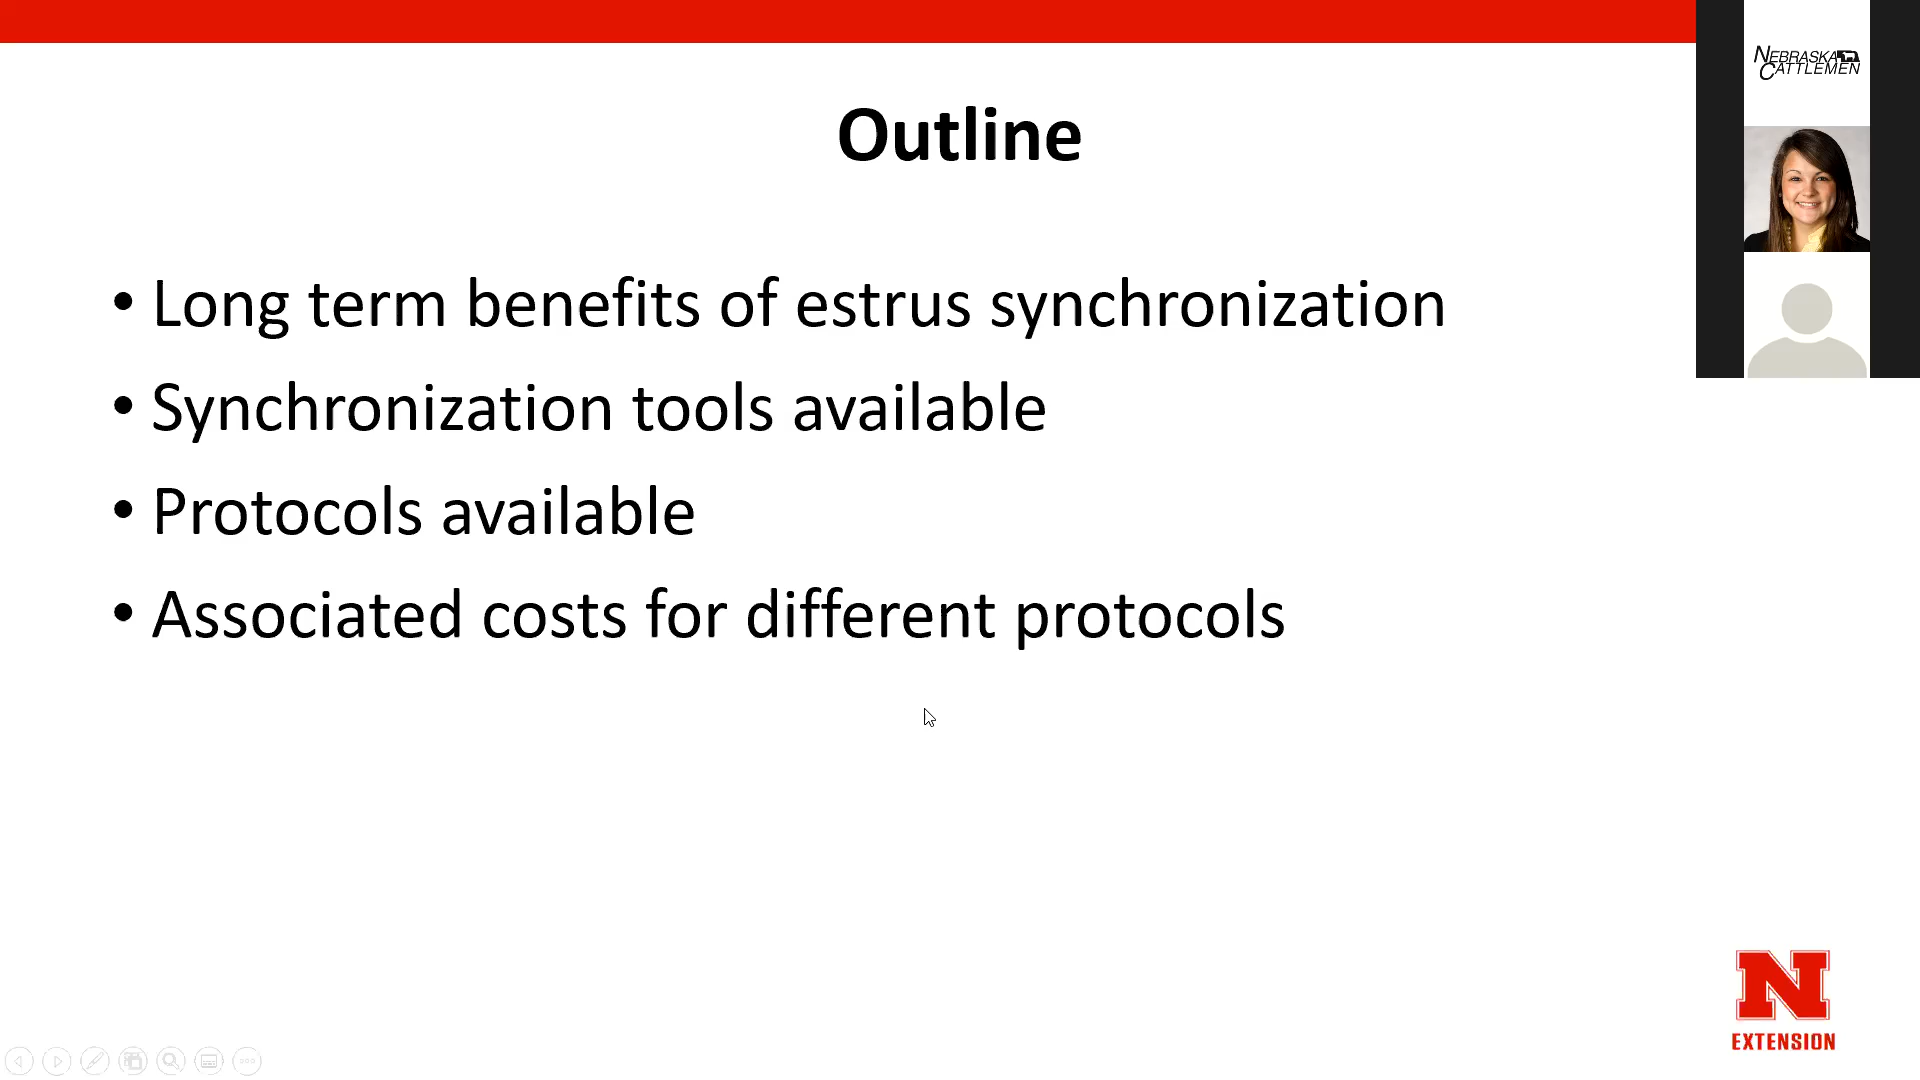 NEBRASKA
CATTLEMEN
Outline
• Long term benefits of estrus synchronization
• Synchronization tools available
• Protocols available
• Associated costs for different protocols
N
EXTENSION